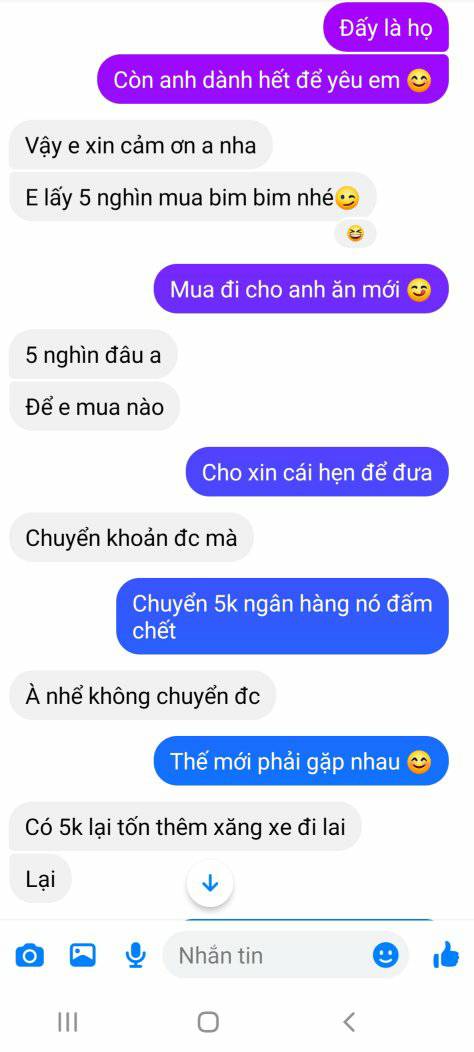 Đấy là họ
Còn anh dành hết để yêu em 😊
Vậy e xin cảm ơn a nha
E lấy 5 nghìn mua bim bim nhé😉
Mua đi cho anh ăn mới 😋
5 nghìn đâu a
Để e mua nào
Cho xin cái hẹn để đưa
Chuyển khoản đc mà
Chuyển 5k ngân hàng nó đấm
chết
À nhể không chuyển đc
Thế mới phải gặp nhau 😊
Có 5k lại tốn thêm xăng xe đi lai
Lại
Nhắn tin